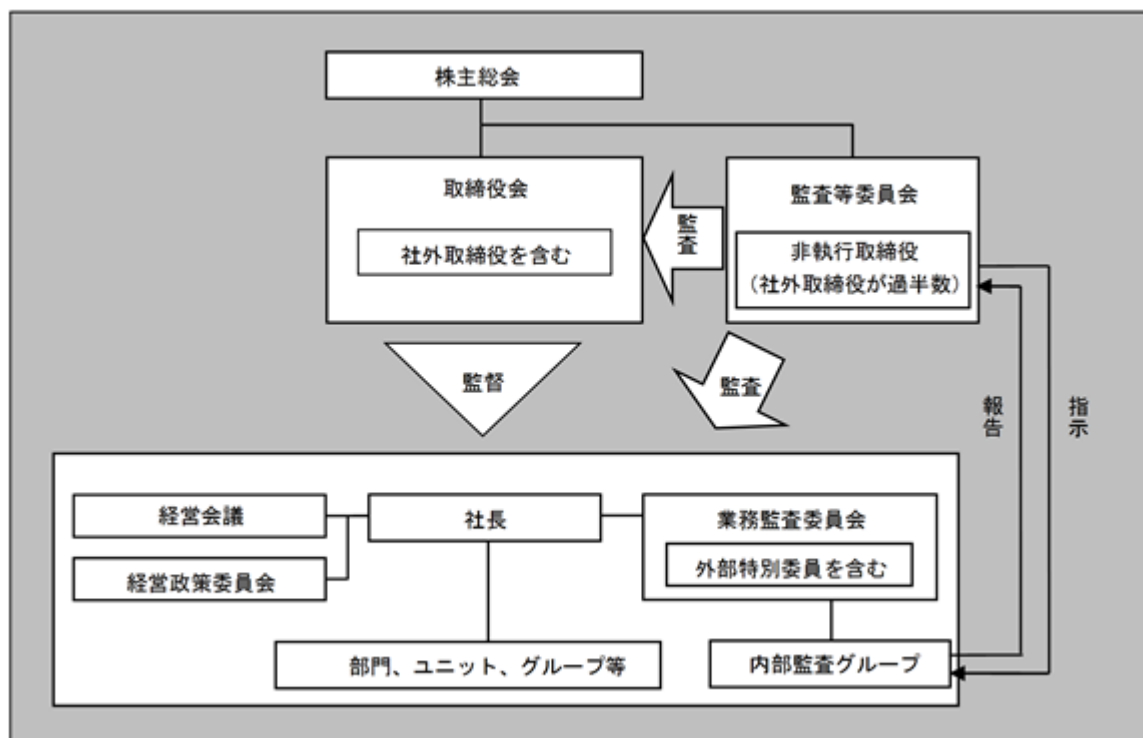 株主総会
取締役会
社外取締役を含む
監査
監査等委員会
非執行取締役
（社外取締役が過半数）
監督
監査
報告
指示
経営会議
経営政策委員会
社長
業務監査委員会
外部特別委員を含む
部門、ユニット、グループ等
内部監査グループ